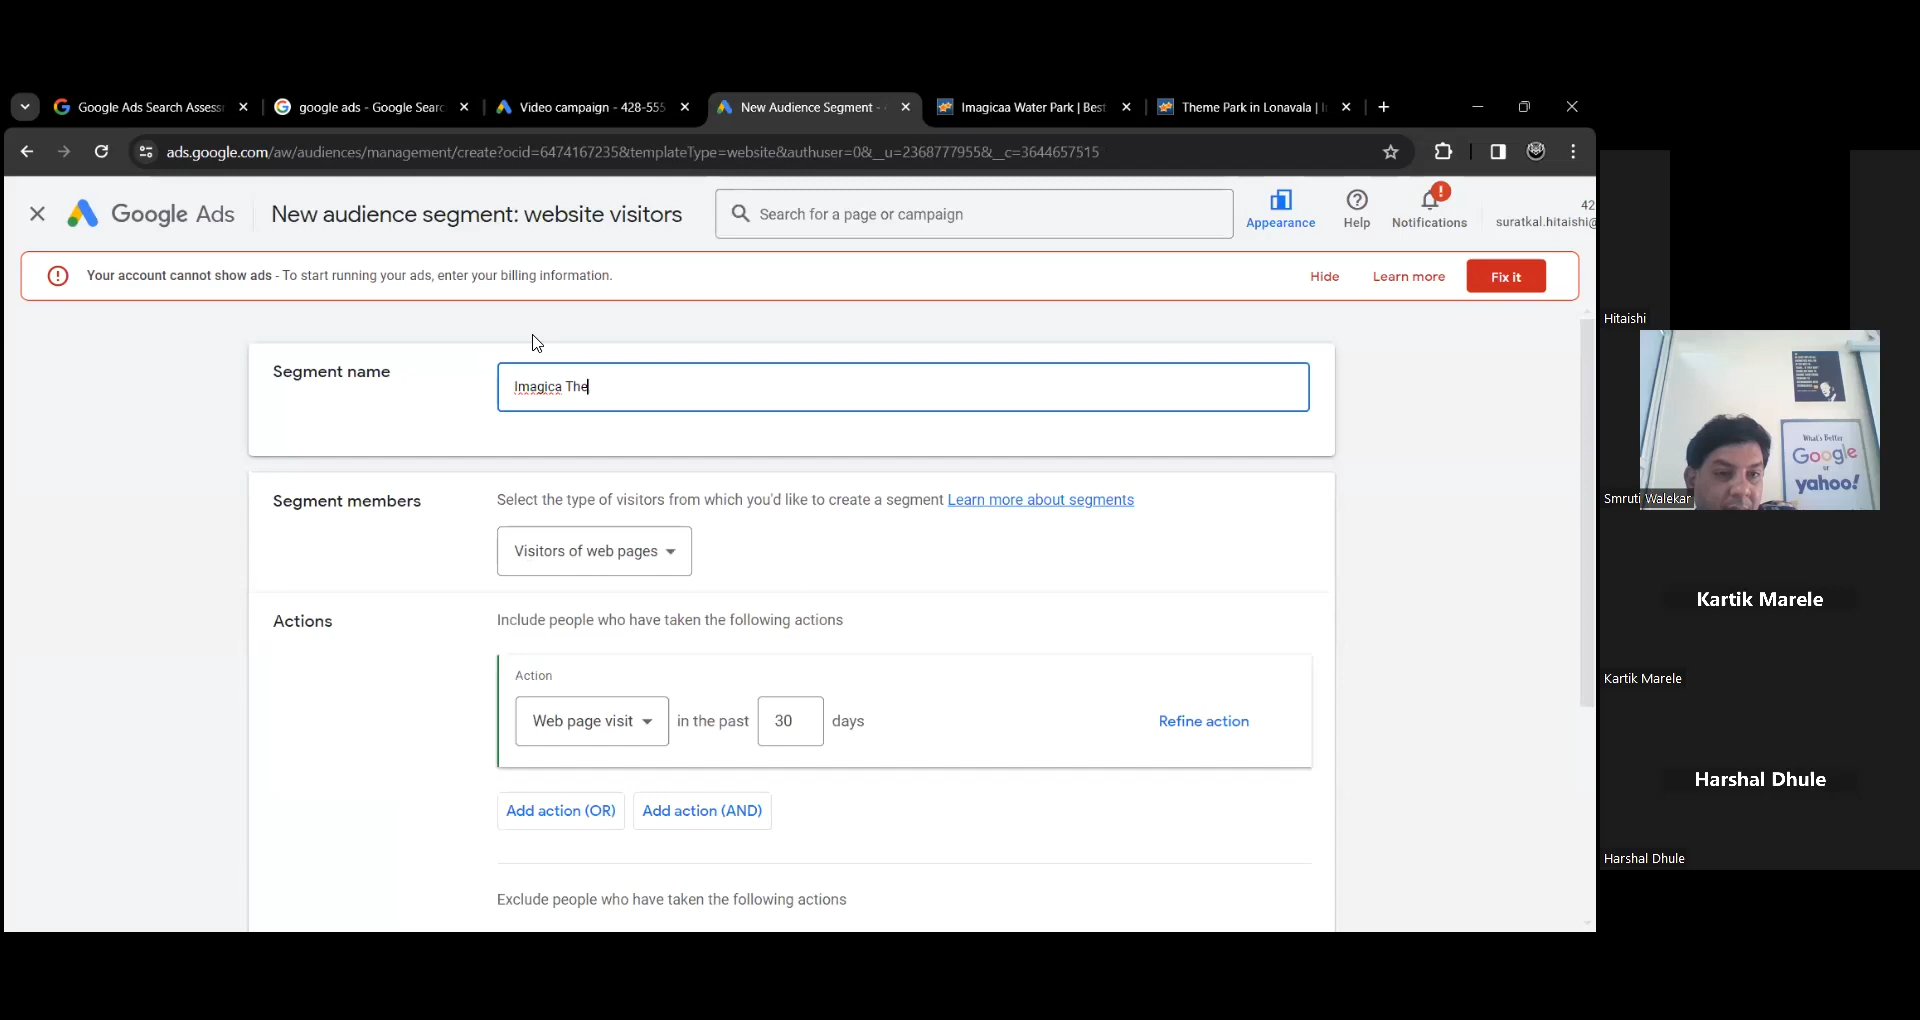 Google Ads Search Assess
google ads - Google Searc
Video campaign - 428-555
New Audience Segment -
Imagicaa Water Park | Best
Theme Park in Lonavala | I
ads.google.com/aw/audiences/management/create?ocid=6474167235&templateType=website&authuser=0&__u=2368777955&__c=3644657515
Google Ads
New audience segment: website visitors
Search for a page or campaign
Appearance
Help
Notifications
42
suratkal.hitaishi@
Your account cannot show ads - To start running your ads, enter your billing information.
Hide
Learn more
Fix it
Segment name
Imagica The
Segment members
Select the type of visitors from which you'd like to create a segment Learn more about segments
Visitors of web pages
Actions
Include people who have taken the following actions
Action
Web page visit in the past 30 days
Refine action
Add action (OR)
Add action (AND)
Exclude people who have taken the following actions
Hitaishi
What's Better
Google
or
yahoo!
Smruti Walekar
Kartik Marele
Kartik Marele
Harshal Dhule
Harshal Dhule